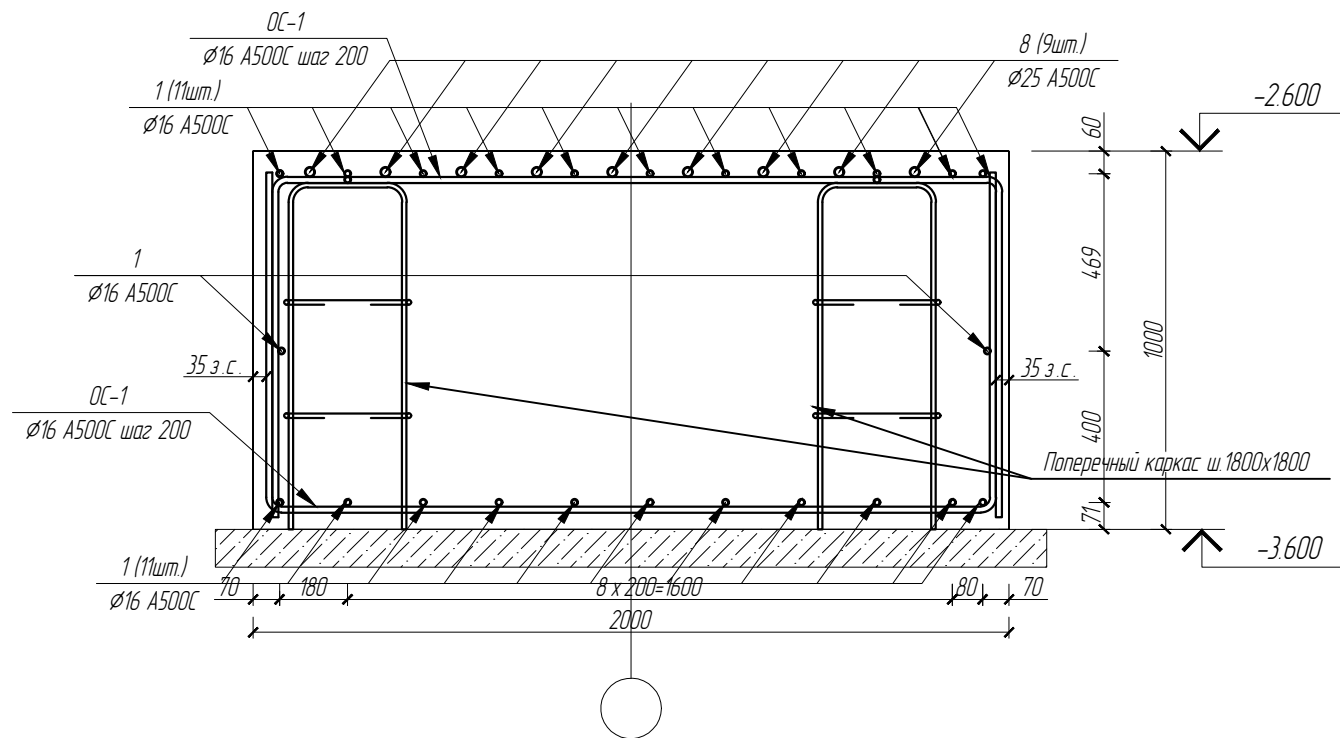 ОС-1
Ø16 А500С шаг 200
8 (9шт.)
Ø25 А500С
1 (11шт.)
Ø16 А500С
-2.600
60
469
1000
1
Ø16 А500С
35 з.с.
35 з.с.
ОС-1
Ø16 А500С шаг 200
400
Поперечный каркас ш.1800х1800
71
-3.600
1 (11шт.)
Ø16 А500С
70
180
8 х 200=1600
80
70
2000